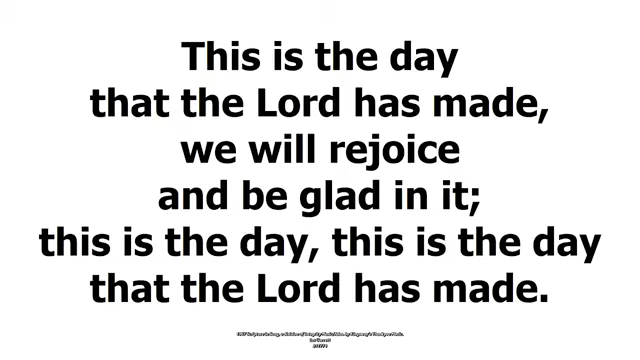 This is the day
that the Lord has made,
we will rejoice
and be glad in it;
this is the day, this is the day
that the Lord has made.